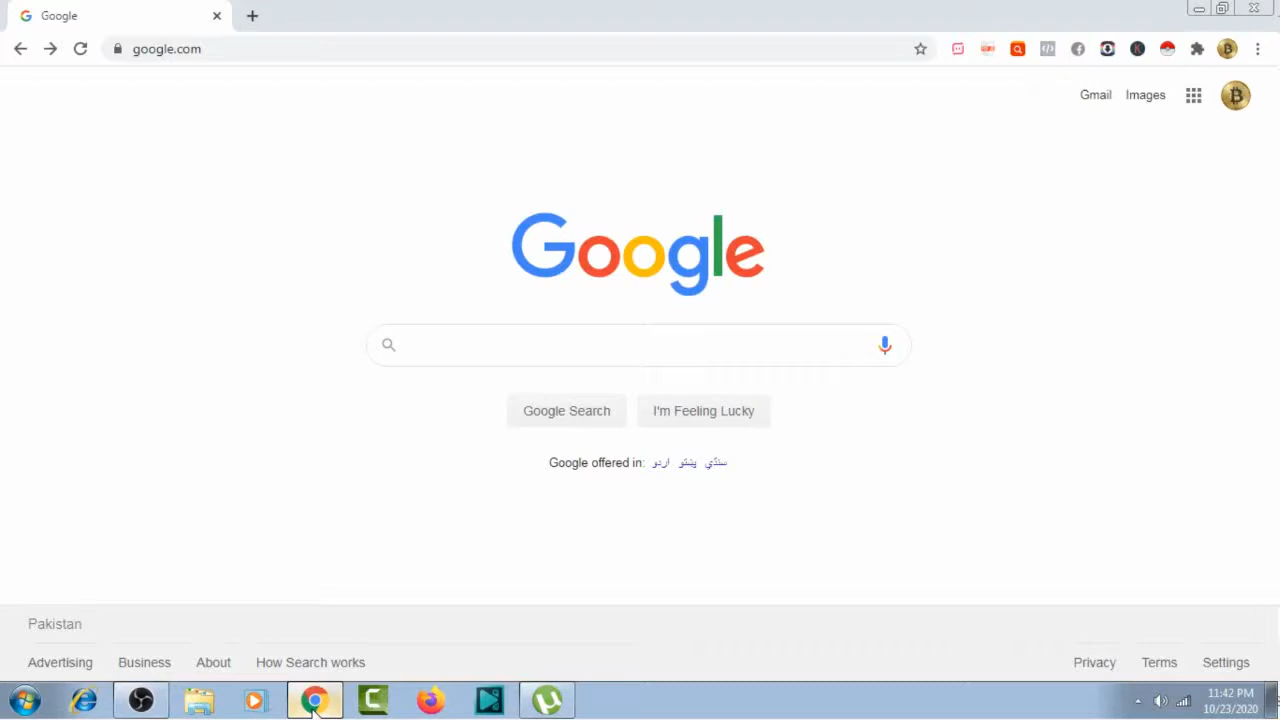 Google
google.com
Gmail Images
Google
Google Search I'm Feeling Lucky
Google offered in: اردو پښتو سنڌي
Pakistan
Advertising Business About How Search works Privacy Terms Settings
11:42 PM
10/23/2020